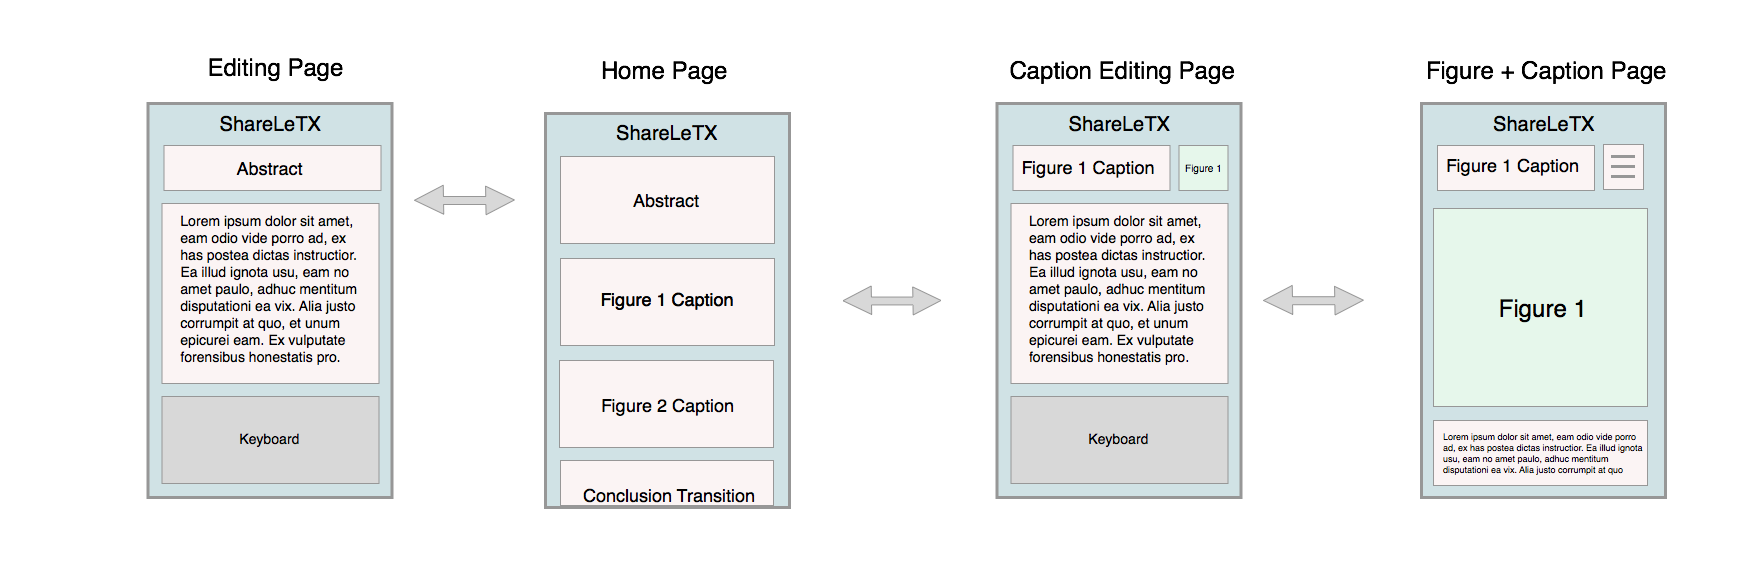 Editing Page
ShareLeTX
Abstract
Lorem ipsum dolor sit amet,
eam odio vide porro ad, ex
has postea dictas instructior.
Ea illud ignota usu, eam no
amet paulo, adhuc mentitum
disputationi ea vix. Alia justo
corrumpit at quo, et unum
epicurei eam. Ex vulputate
forensibus honestatis pro.
Keyboard
Home Page
ShareLeTX
Abstract
Figure 1 Caption
Figure 2 Caption
Conclusion Transition
Caption Editing Page
ShareLeTX
Figure 1 Caption
Figure 1
Lorem ipsum dolor sit amet,
eam odio vide porro ad, ex
has postea dictas instructior.
Ea illud ignota usu, eam no
amet paulo, adhuc mentitum
disputationi ea vix. Alia justo
corrumpit at quo, et unum
epicurei eam. Ex vulputate
forensibus honestatis pro.
Keyboard
Figure + Caption Page
ShareLeTX
Figure 1 Caption
Figure 1
Lorem ipsum dolor sit amet, eam odio vide porro
ad, ex has postea dictas instructior. Ea illud ignota
usu, eam no amet paulo, adhuc mentitum
disputationi ea vix. Alia justo corrumpit at quo